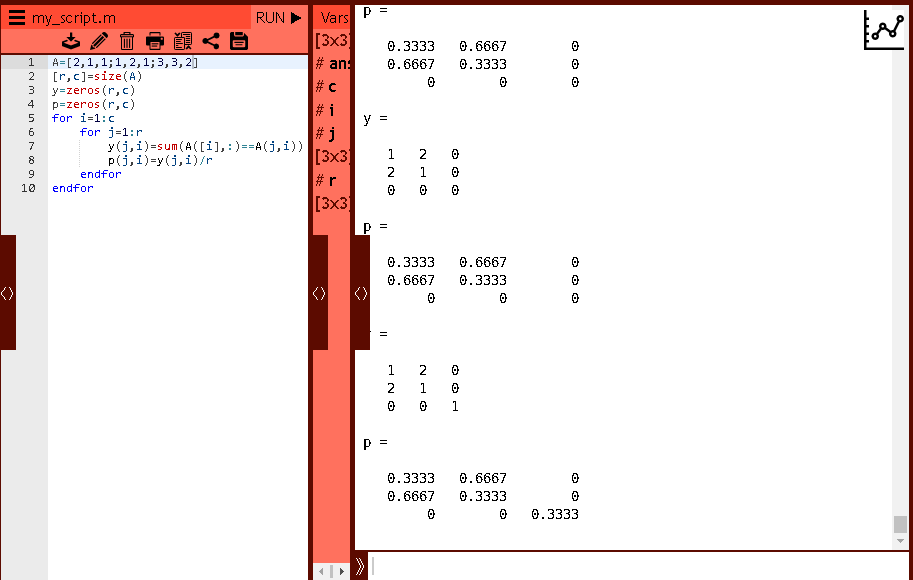 my_script.m
RUN
1 A=[2,1,1;1,2,1;3,3,2]
2 [r,c]=size(A)
3 y=zeros(r,c)
4 p=zeros(r,c)
5 for i=1:c
6 for j=1:r
7 y(j,i)=sum(A([i],:)==A(j,i))
8 p(j,i)=y(j,i)/r
9 endfor
10 endfor
Vars
[3x3]
# ans
# c
# i
# j
[3x3]
# r
[3x3]
p =
0.3333 0.6667 0
0.6667 0.3333 0
0 0 0
y =
1 2 0
2 1 0
0 0 0
p =
0.3333 0.6667 0
0.6667 0.3333 0
0 0 0
=
1 2 0
2 1 0
0 0 1
p =
0.3333 0.6667 0
0.6667 0.3333 0
0 0 0.3333